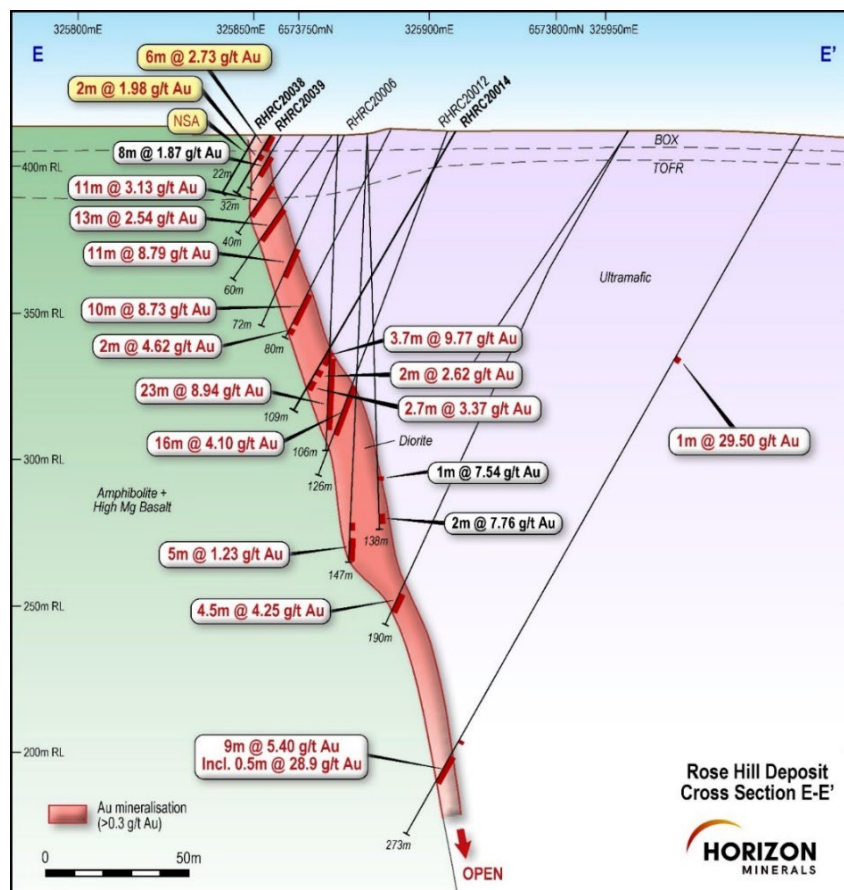 325800mE
325850mE
6573750mN
325900mE
6573800mN
325950mE
E
E'
6m @ 2.73 g/t Au
2m @ 1.98 g/t Au
NSA
RHRC20038
RHRC20039
RHRC20006
RHRC20012
RHRC20014
BOX
TOFR
400m RL
8m @ 1.87 g/t Au
22m
32m
11m @ 3.13 g/t Au
13m @ 2.54 g/t Au
40m
11m @ 8.79 g/t Au
60m
Ultramafic
350m RL
10m @ 8.73 g/t Au
72m
2m @ 4.62 g/t Au
80m
3.7m @ 9.77 g/t Au
2m @ 2.62 g/t Au
23m @ 8.94 g/t Au
2.7m @ 3.37 g/t Au
109m
16m @ 4.10 g/t Au
106m
Diorite
1m @ 29.50 g/t Au
300m RL
126m
1m @ 7.54 g/t Au
Amphibolite +
High Mg Basalt
2m @ 7.76 g/t Au
138m
5m @ 1.23 g/t Au
147m
250m RL
4.5m @ 4.25 g/t Au
190m
200m RL
9m @ 5.40 g/t Au
Incl. 0.5m @ 28.9 g/t Au
Rose Hill Deposit
Cross Section E-E'
Au mineralisation
(>0.3 g/t Au)
273m
HORIZON
MINERALS
0
50m
OPEN